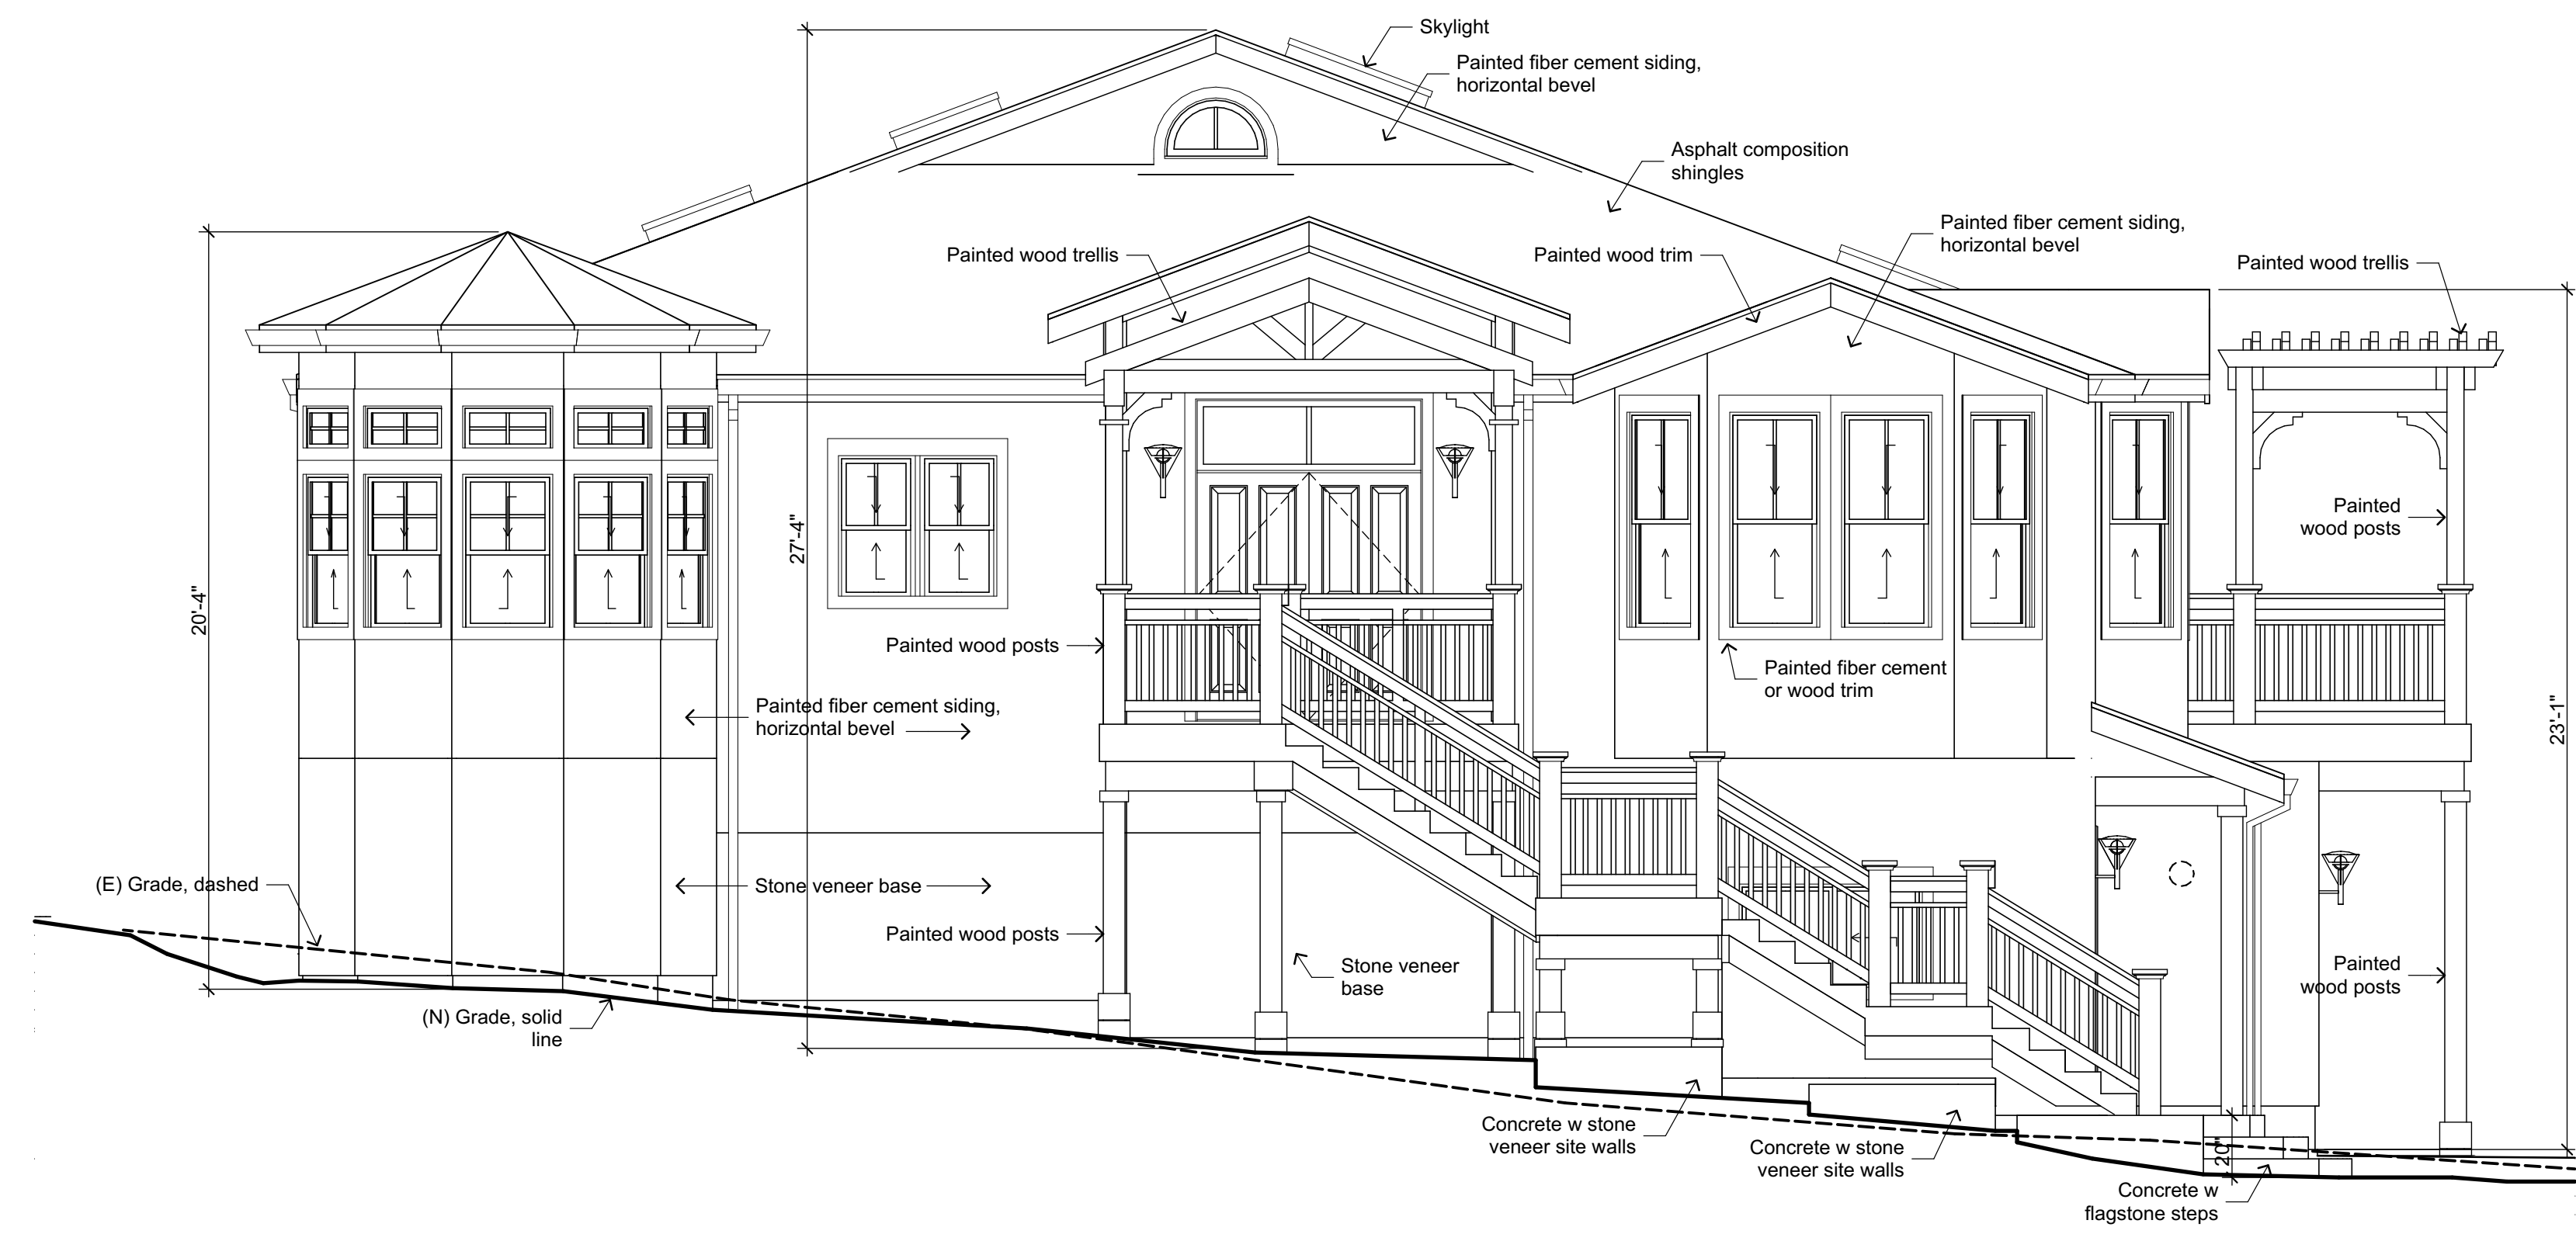 Skylight
Painted fiber cement siding,
horizontal bevel
Asphalt composition
shingles
Painted fiber cement siding,
horizontal bevel
Painted wood trellis
Painted wood trim
Painted wood trellis
Painted
wood posts
27'-4"
20'-4"
Painted wood posts
Painted fiber cement
or wood trim
Painted fiber cement siding,
horizontal bevel
23'-1"
(E) Grade, dashed
Stone veneer base
Painted wood posts
Stone veneer
base
Painted
wood posts
(N) Grade, solid
line
Concrete w stone
veneer site walls
Concrete w stone
veneer site walls
20"
Concrete w
flagstone steps